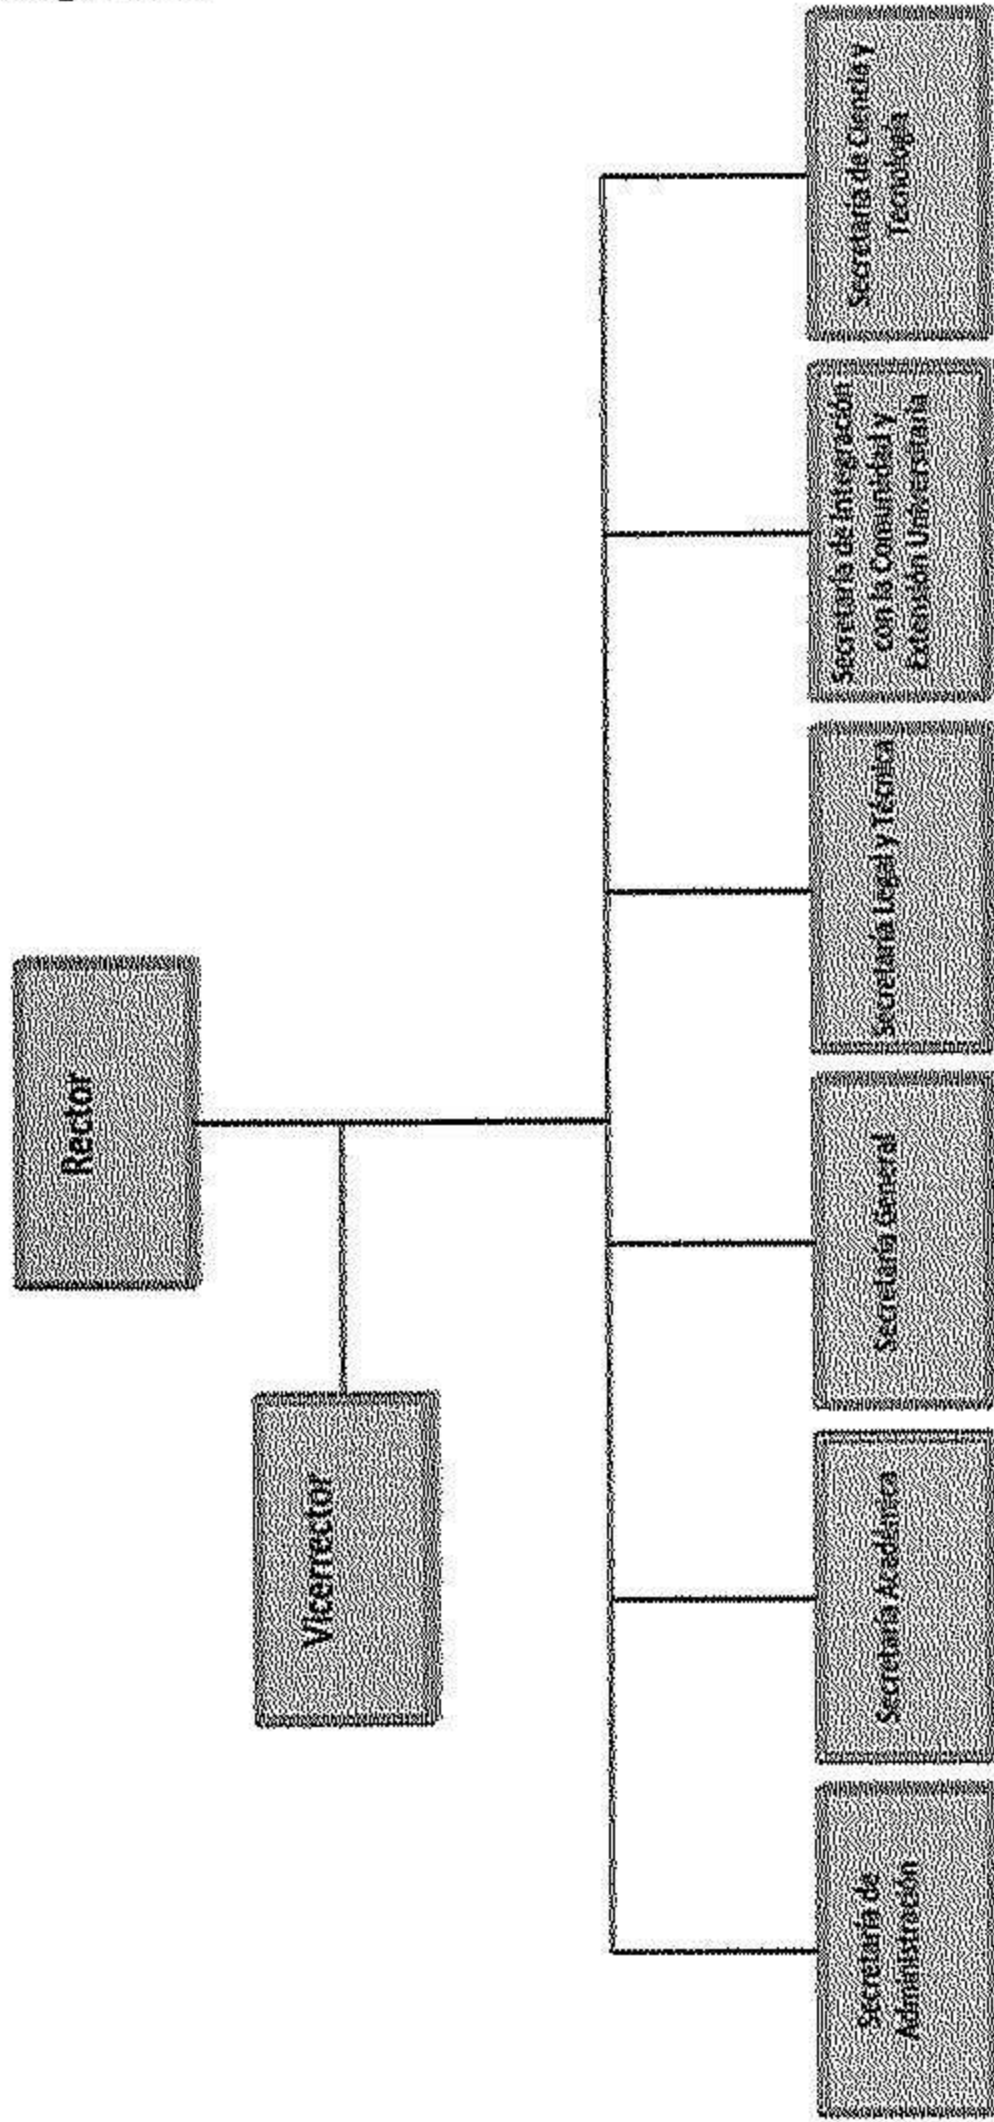 Rector
Vicerrector
Secretaría de
Administración
Secretaría Académica
Secretaría General
Secretaría Legal y Técnica
Secretaría de Integración
con la Comunidad y
Extensión Universitaria
Secretaría de Ciencia y
Tecnología